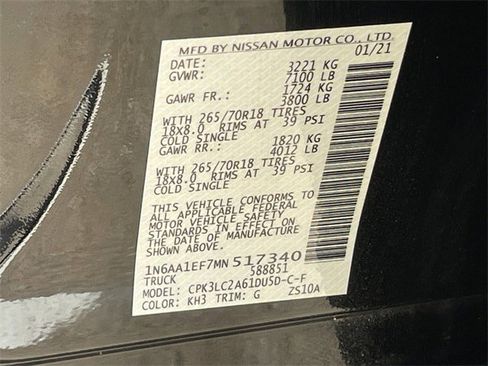 MFD BY NISSAN MOTOR CO., LTD.
DATE: 01/21
GVWR: 3221 KG
7100 LB
GAWR FR.: 1724 KG
3800 LB
WITH 265/70R18 TIRES
18X8.0 RIMS AT 39 PSI
COLD SINGLE
GAWR RR.: 1820 KG
4012 LB
WITH 265/70R18 TIRES
18X8.0 RIMS AT 39 PSI
COLD SINGLE
THIS VEHICLE CONFORMS TO
ALL APPLICABLE FEDERAL
MOTOR VEHICLE SAFETY
STANDARDS IN EFFECT ON
THE DATE OF MANUFACTURE
SHOWN ABOVE.
1N6AA1EF7MN517340
TRUCK 588851
MODEL: CPK3LC2A61DU5D-C-F
COLOR: KH3 TRIM: G ZS10A